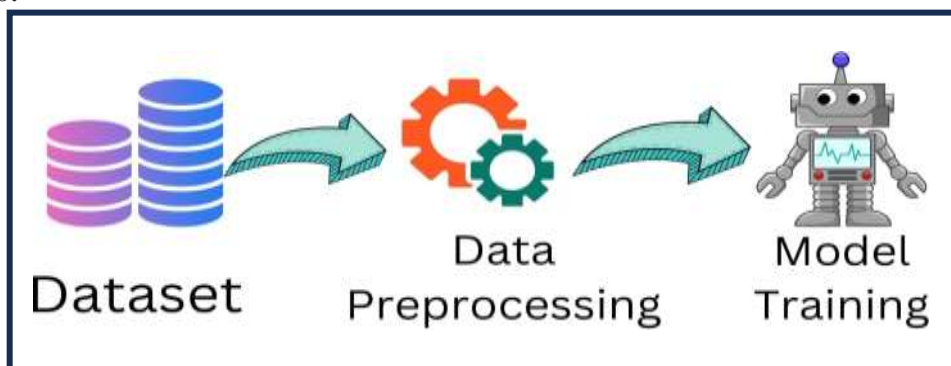 Dataset
Data
Preprocessing
Model
Training